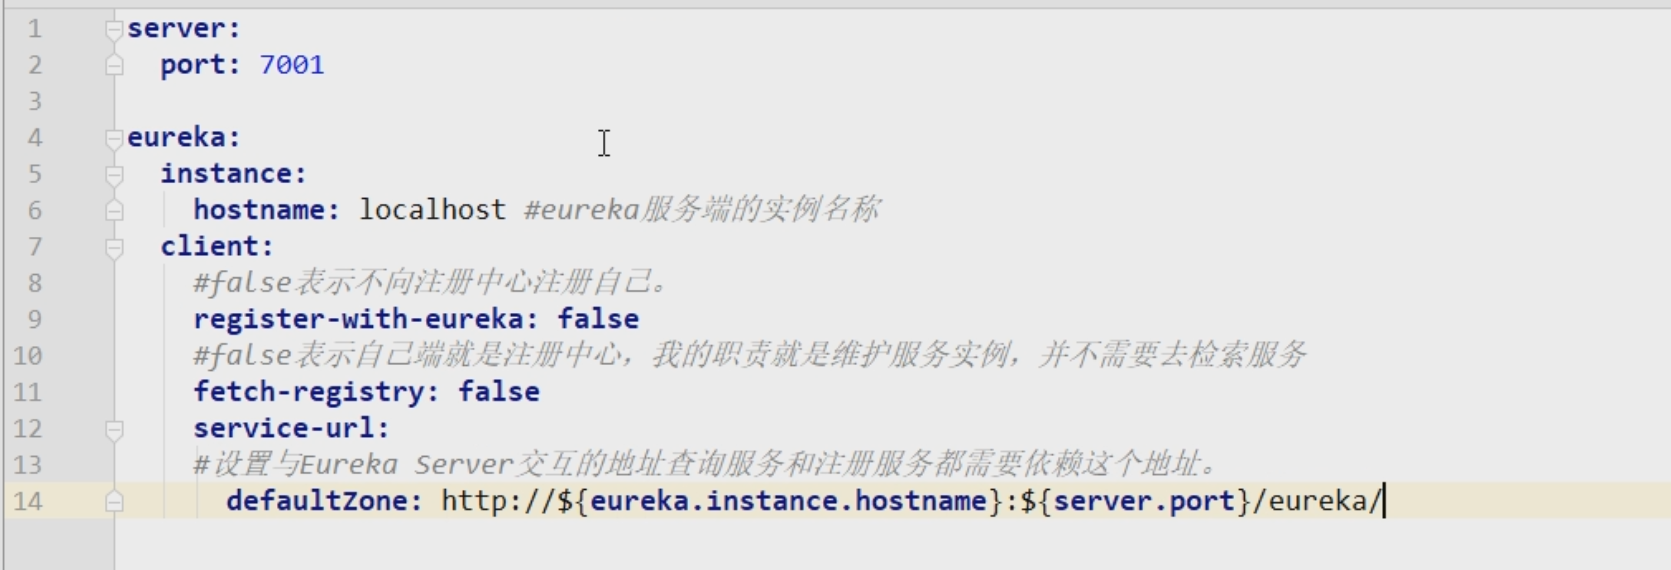 1 server:
2 port: 7001
3
4 eureka:
5 instance:
6 hostname: localhost #eureka服务端的实例名称
7 client:
8 #false表示不向注册中心注册自己。
9 register-with-eureka: false
10 #false表示自己端就是注册中心，我的职责就是维护服务实例，并不需要去检索服务
11 fetch-registry: false
12 service-url:
13 #设置与Eureka Server交互的地址查询服务和注册服务都需要依赖这个地址。
14 defaultZone: http://${eureka.instance.hostname}:${server.port}/eureka/